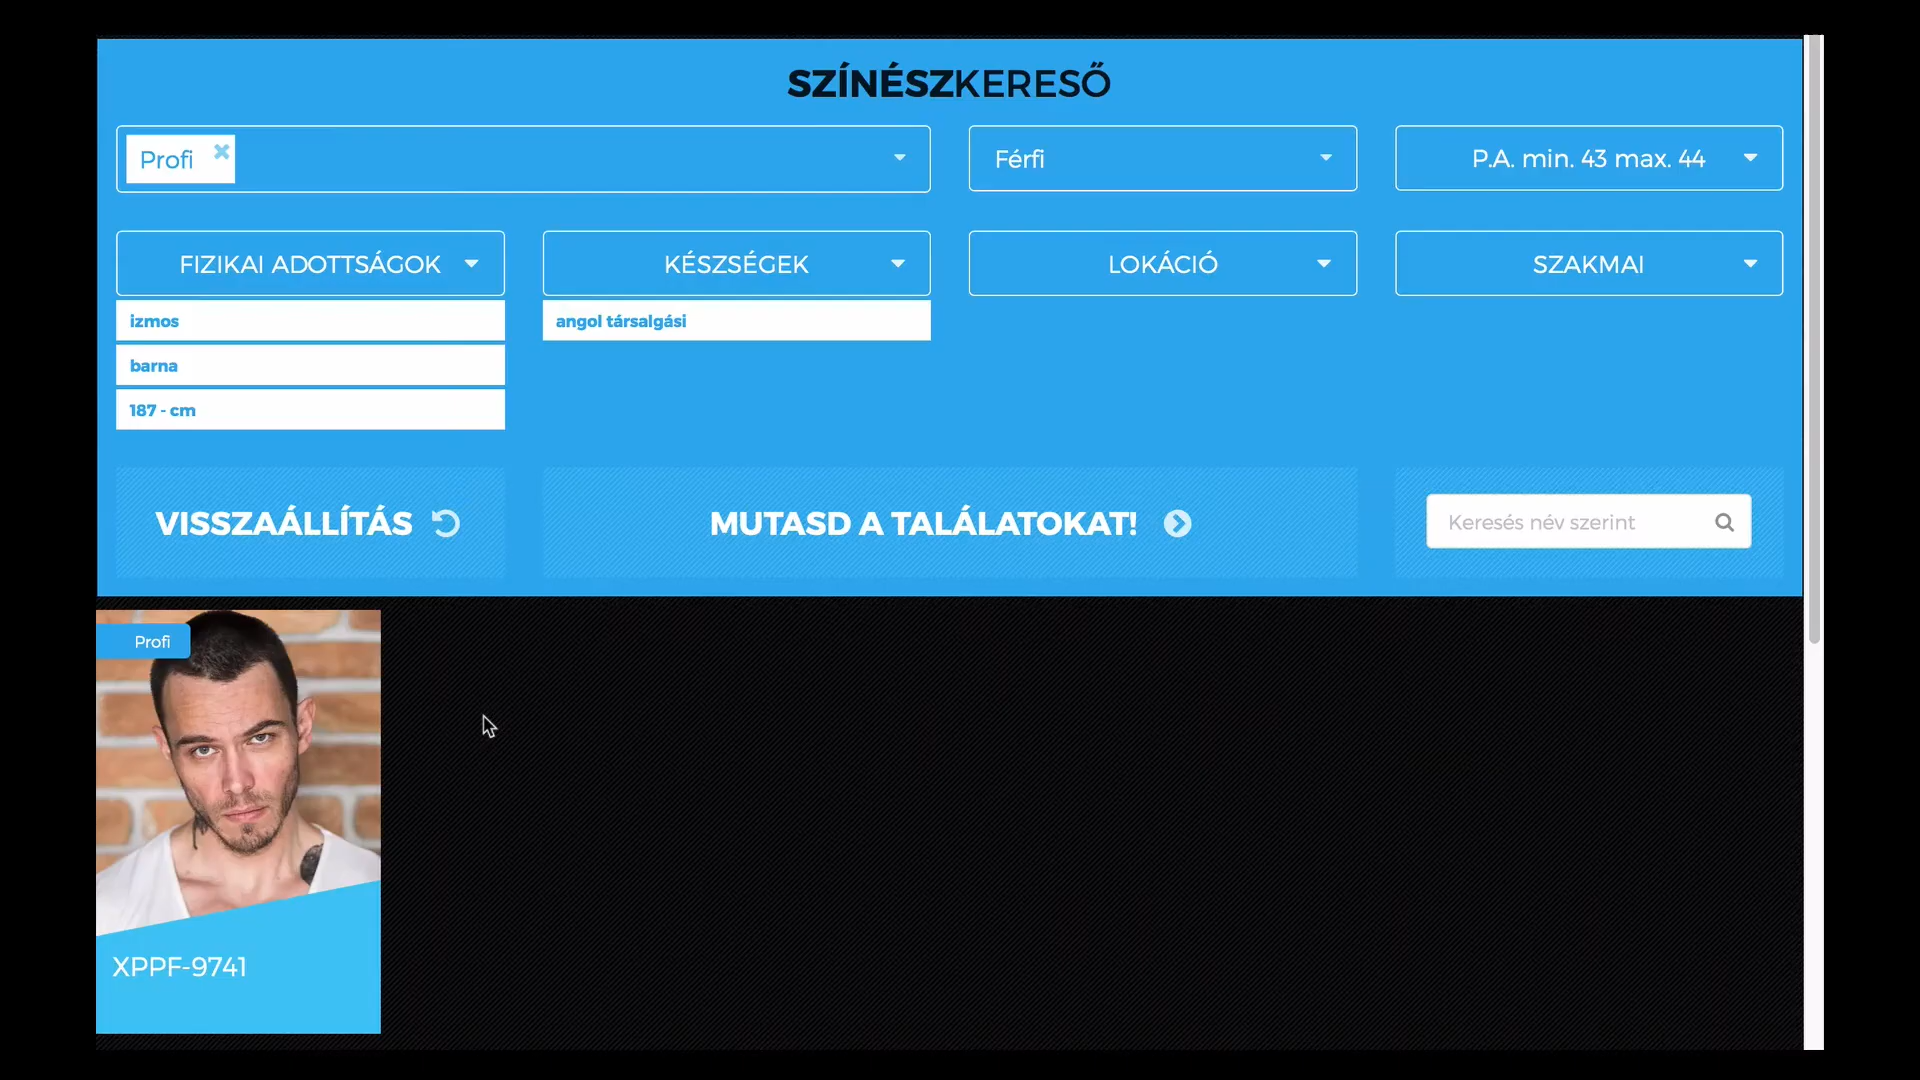 SZÍNÉSZKERESŐ
Profi
Férfi
P.A. min. 43 max. 44
FIZIKAI ADOTTSÁGOK
KÉSZSÉGEK
LOKÁCIÓ
SZAKMAI
izmos
angol társalgási
barna
187 - cm
VISSZAÁLLÍTÁS
MUTASD A TALÁLATOKAT!
Keresés név szerint
Profi
XPPF-9741